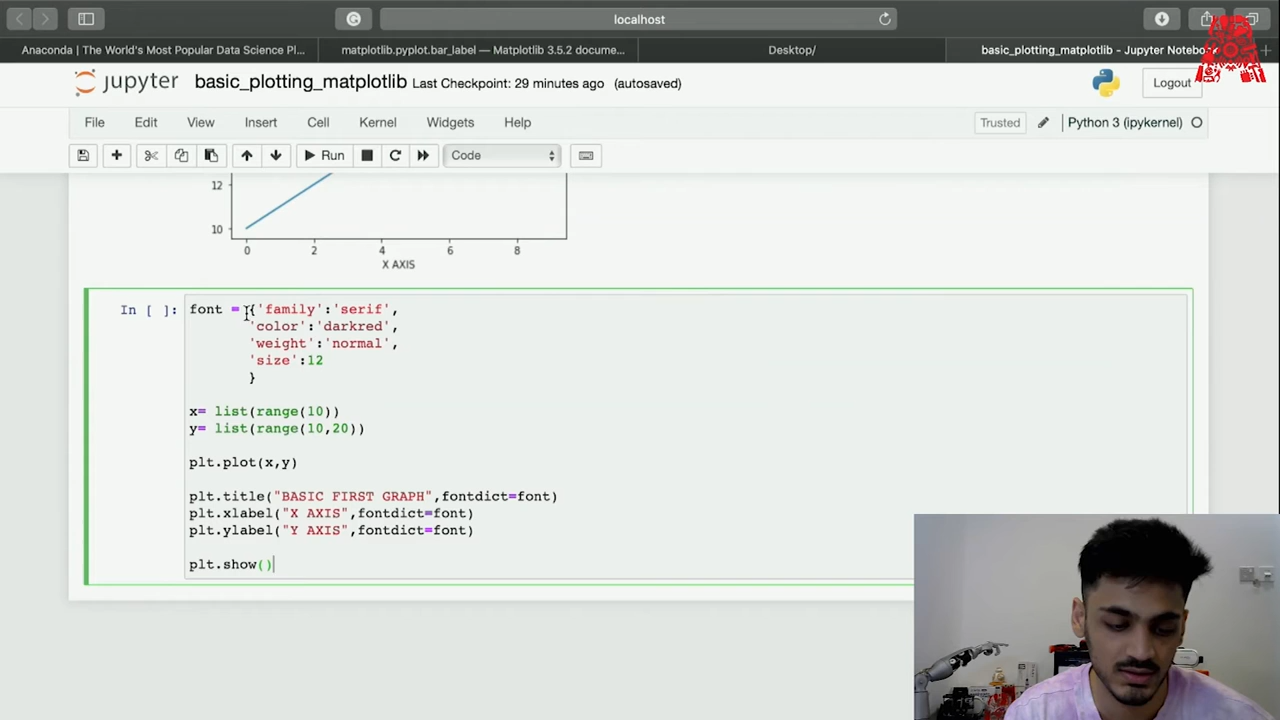 localhost
Anaconda | The World's Most Popular Data Science Pl...
matplotlib.pyplot.bar_label — Matplotlib 3.5.2 docume...
Desktop/
basic_plotting_matplotlib - Jupyter Notebook
jupyter basic_plotting_matplotlib Last Checkpoint: 29 minutes ago (autosaved)
Logout
File Edit View Insert Cell Kernel Widgets Help
Trusted Python 3 (ipykernel)
Run Code
12
10
0 2 4 6 8
X AXIS
In [ ]: font = {'family':'serif',
'color':'darkred',
'weight':'normal',
'size':12
}
x= list(range(10))
y= list(range(10,20))
plt.plot(x,y)
plt.title("BASIC FIRST GRAPH",fontdict=font)
plt.xlabel("X AXIS",fontdict=font)
plt.ylabel("Y AXIS",fontdict=font)
plt.show()